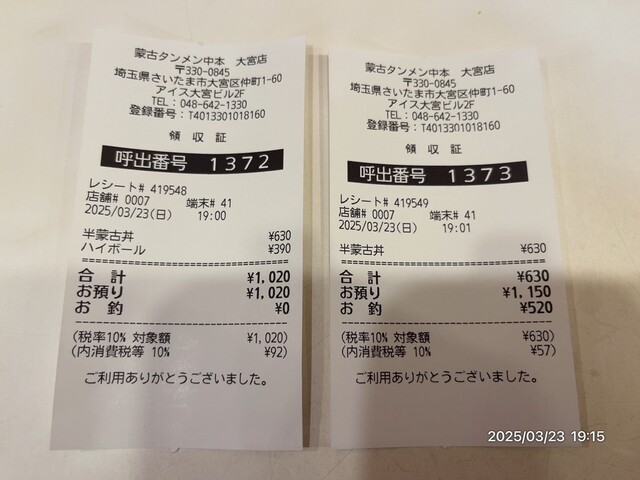 蒙古タンメン中本　大宮店
〒330-0845
埼玉県さいたま市大宮区仲町1-60
アイス大宮ビル2F
TEL：048-642-1330
登録番号：T4013301018160
領　収　証
呼出番号　1372
レシート# 419548
店舗# 0007　端末# 41
2025/03/23(日)　19:00
半蒙古丼　¥630
ハイボール　¥390
合　計　¥1,020
お預り　¥1,020
お　釣　¥0
(税率10% 対象額　¥1,020)
(内消費税等 10%　¥92)
ご利用ありがとうございました。
蒙古タンメン中本　大宮店
〒330-0845
埼玉県さいたま市大宮区仲町1-60
アイス大宮ビル2F
TEL：048-642-1330
登録番号：T4013301018160
領　収　証
呼出番号　1373
レシート# 419549
店舗# 0007　端末# 41
2025/03/23(日)　19:01
半蒙古丼　¥630
合　計　¥630
お預り　¥1,150
お　釣　¥520
(税率10% 対象額　¥630)
(内消費税等 10%　¥57)
ご利用ありがとうございました。
2025/03/23 19:15